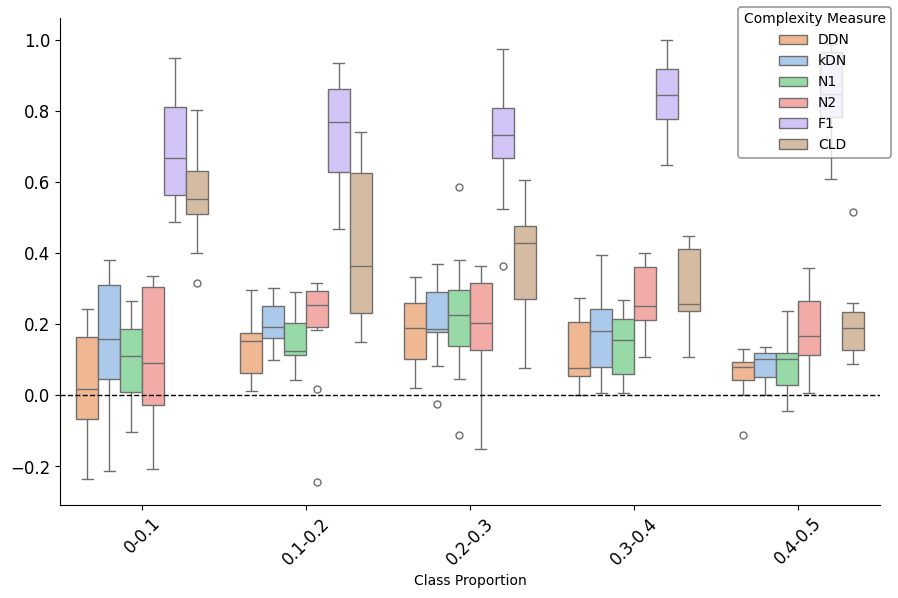 Complexity Measure
DDN
kDN
N1
N2
F1
CLD
1.0
0.8
0.6
0.4
0.2
0.0
−0.2
0-0.1
0.1-0.2
0.2-0.3
0.3-0.4
0.4-0.5
Class Proportion